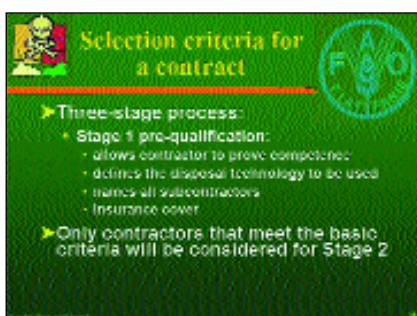 Selection criteria for
a contract
FAO
Three-stage process:
Stage 1 pre-qualification:
allows contractor to prove competence
defines the disposal technology to be used
names all subcontractors
insurance cover
Only contractors that meet the basic
criteria will be considered for Stage 2